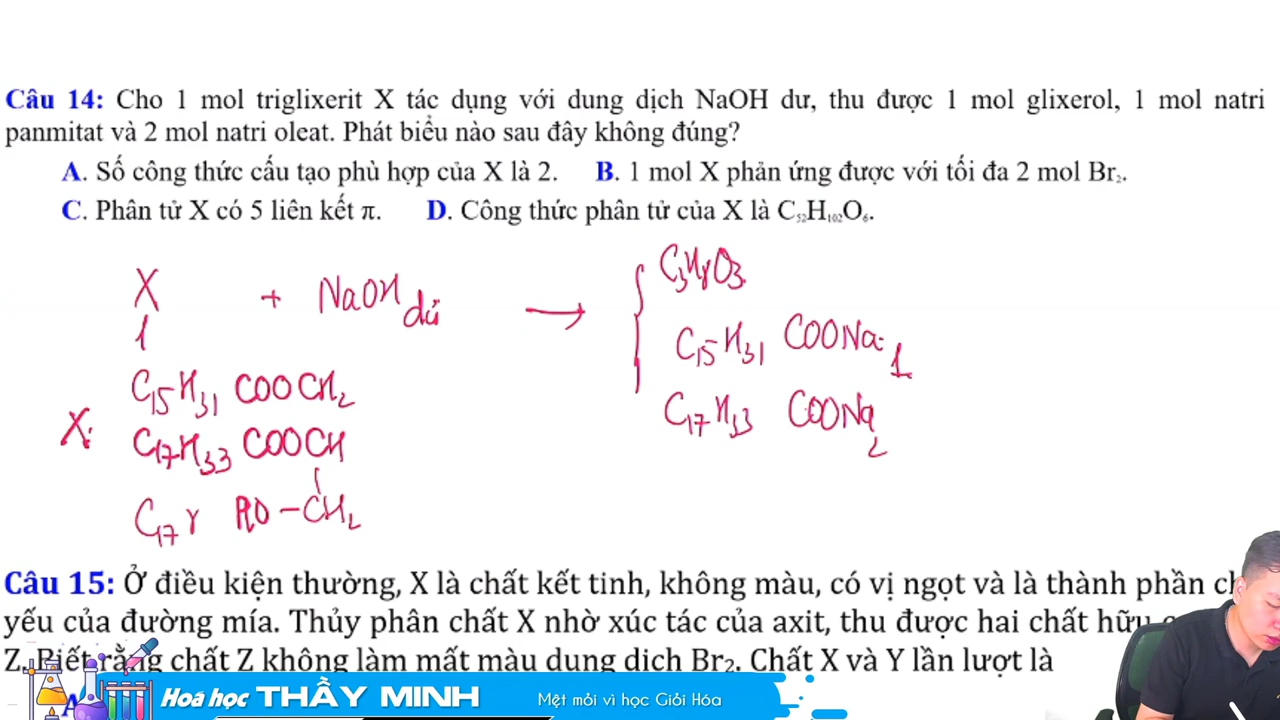 Câu 14: Cho 1 mol triglixerit X tác dụng với dung dịch NaOH dư, thu được 1 mol glixerol, 1 mol natri
panmitat và 2 mol natri oleat. Phát biểu nào sau đây không đúng?
A. Số công thức cấu tạo phù hợp của X là 2. B. 1 mol X phản ứng được với tối đa 2 mol Br₂.
C. Phân tử X có 5 liên kết π. D. Công thức phân tử của X là C₅₂H₁₀₂O₆.
X + NaOH dư → C₃H₈O₃
1 C₁₅H₃₁ COONa 1
C₁₅H₃₁ COOCH₂
X: C₁₇H₃₃ COOCH C₁₇H₃₃ COONa 2
C₁₇ –CH₂
Câu 15: Ở điều kiện thường, X là chất kết tinh, không màu, có vị ngọt và là thành phần
yếu của đường mía. Thủy phân chất X nhờ xúc tác của axit, thu được hai chất hữu
Z. Biết rằng chất Z không làm mất màu dung dịch Br₂. Chất X và Y lần lượt là
Hoá học THẦY MINH Mệt mỏi vì học Giỏi Hóa